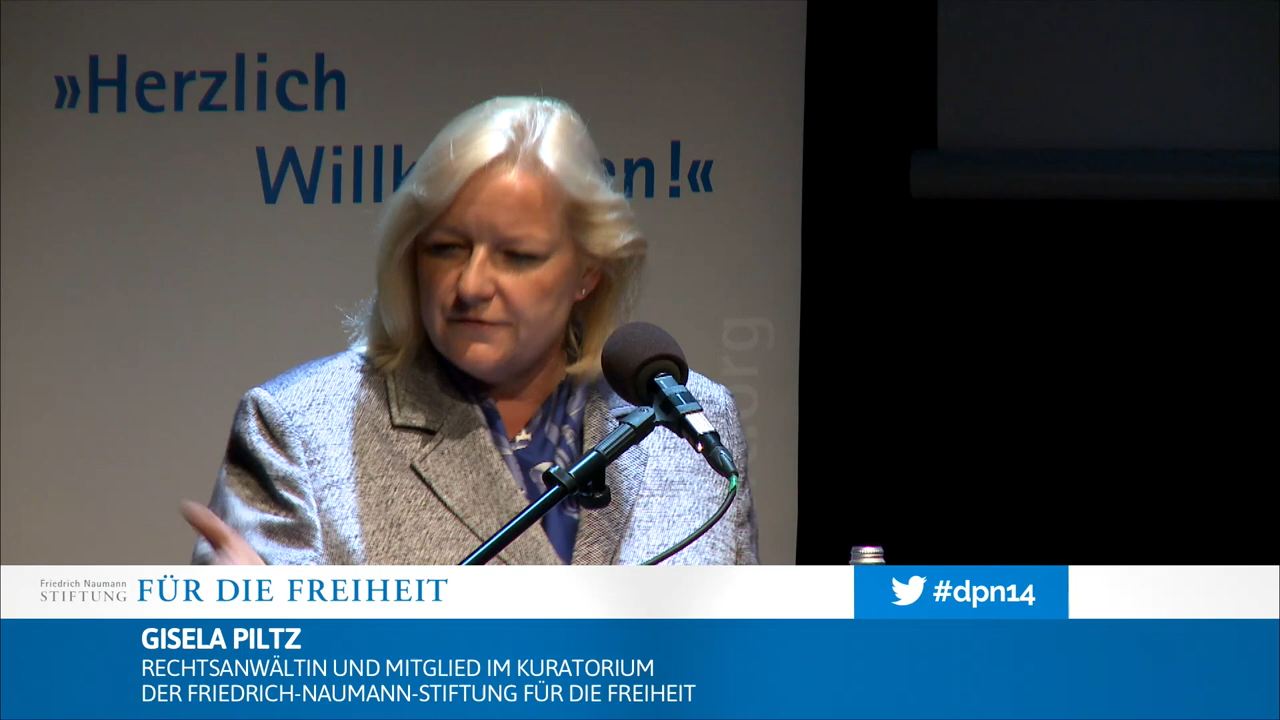 »Herzlich
Willk en!«
.org
Friedrich Naumann
STIFTUNG FÜR DIE FREIHEIT
#dpn14
GISELA PILTZ
RECHTSANWÄLTIN UND MITGLIED IM KURATORIUM
DER FRIEDRICH-NAUMANN-STIFTUNG FÜR DIE FREIHEIT